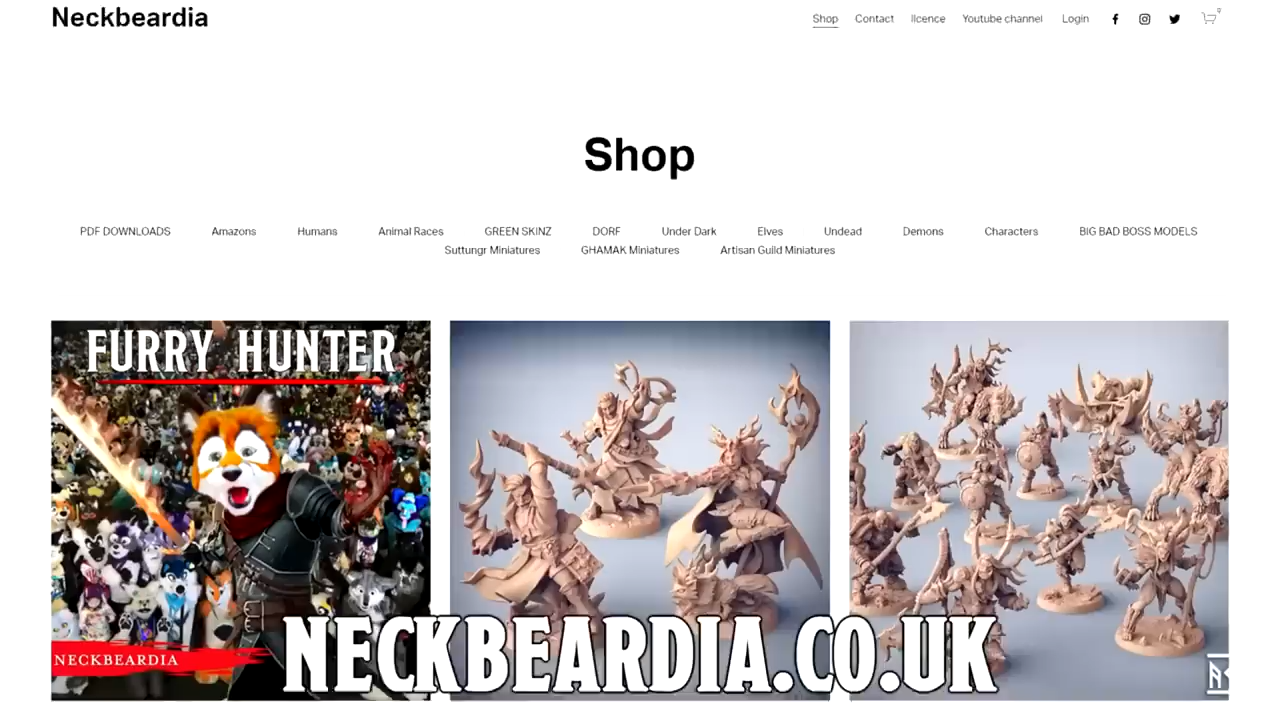 Neckbeardia
Shop Contact licence Youtube channel Login
0
Shop
PDF DOWNLOADS Amazons Humans Animal Races GREEN SKINZ DORF Under Dark Elves Undead Demons Characters BIG BAD BOSS MODELS
Suttungr Miniatures GHAMAK Miniatures Artisan Guild Miniatures
FURRY HUNTER
NECKBEARDIA
NECKBEARDIA.CO.UK